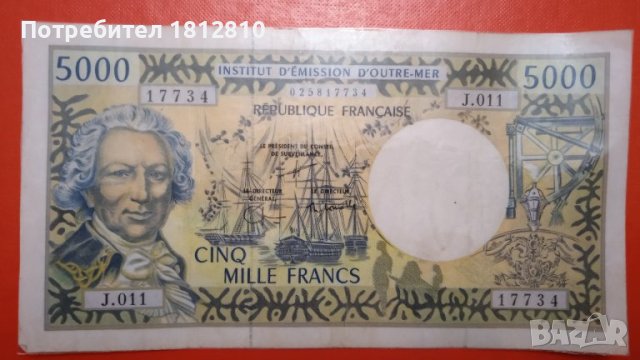 Потребител 1812810
5000
INSTITUT D'ÉMISSION D'OUTRE-MER
5000
17734
025817734
J.011
RÉPUBLIQUE FRANÇAISE
LE PRÉSIDENT DU CONSEIL
DE SURVEILLANCE,
LE DIRECTEUR
GÉNÉRAL,
LE DIRECTEUR,
CINQ
MILLE FRANCS
J.011
17734
BAZAR